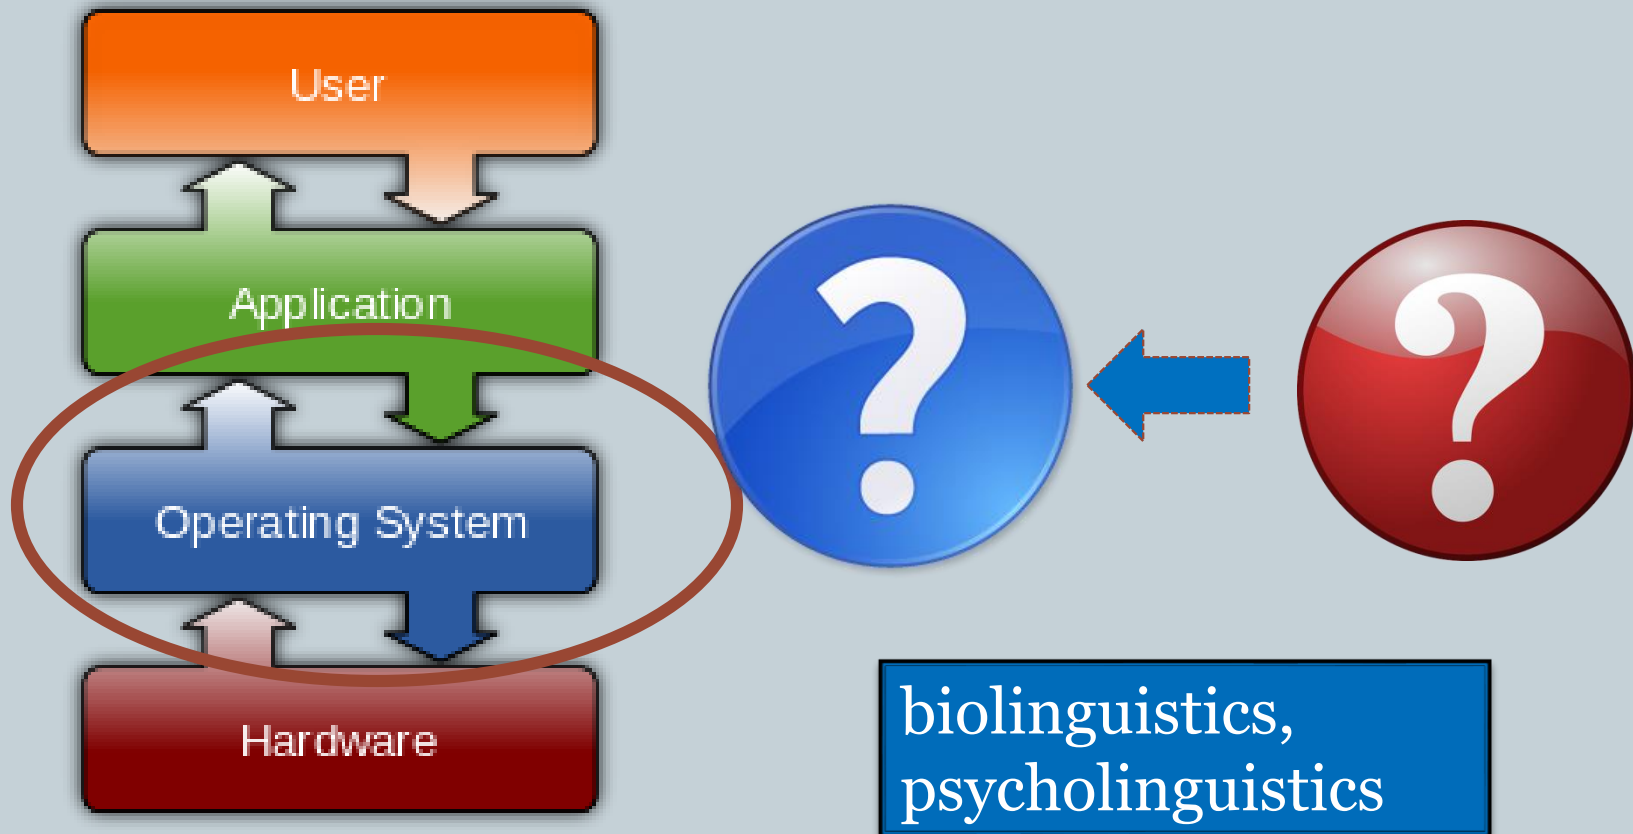 User
Application
Operating System
Hardware
?
?
biolinguistics,
psycholinguistics